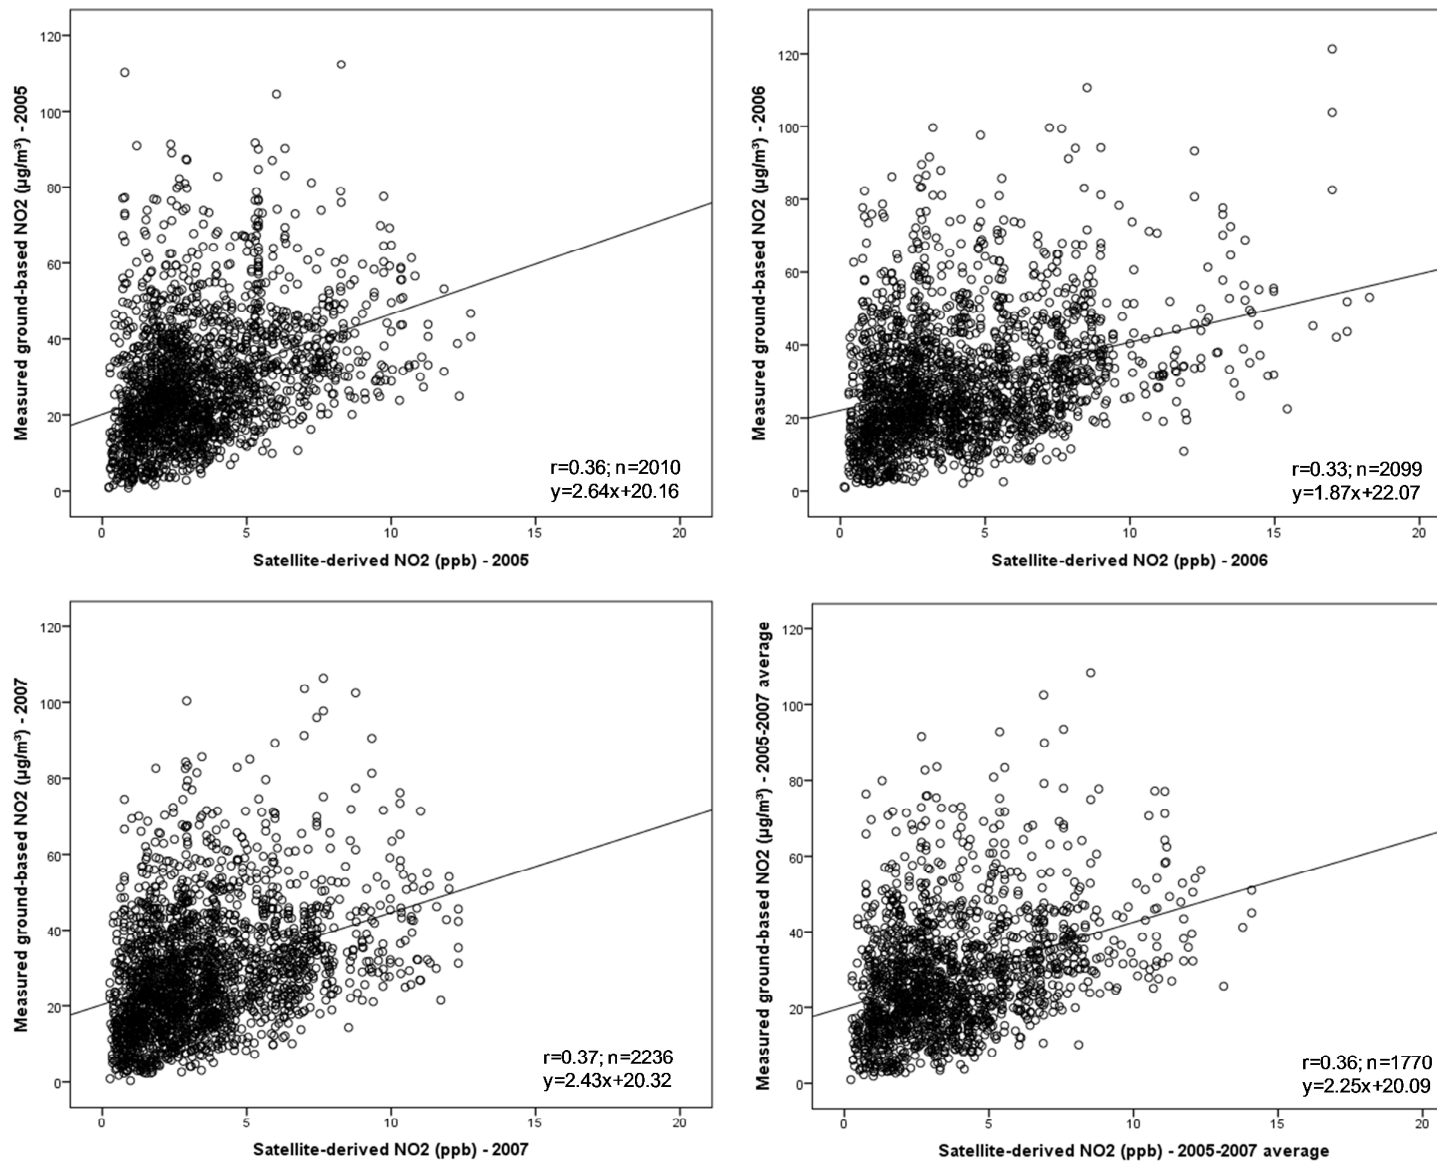 Measured ground-based NO2 (µg/m³) - 2005
120
100
80
60
40
20
0
r=0.36; n=2010
y=2.64x+20.16
0 5 10 15 20
Satellite-derived NO2 (ppb) - 2005
Measured ground-based NO2 (µg/m³) - 2006
120
100
80
60
40
20
0
r=0.33; n=2099
y=1.87x+22.07
0 5 10 15 20
Satellite-derived NO2 (ppb) - 2006
Measured ground-based NO2 (µg/m³) - 2007
120
100
80
60
40
20
0
r=0.37; n=2236
y=2.43x+20.32
0 5 10 15 20
Satellite-derived NO2 (ppb) - 2007
Measured ground-based NO2 (µg/m³) - 2005-2007 average
120
100
80
60
40
20
0
r=0.36; n=1770
y=2.25x+20.09
0 5 10 15 20
Satellite-derived NO2 (ppb) - 2005-2007 average